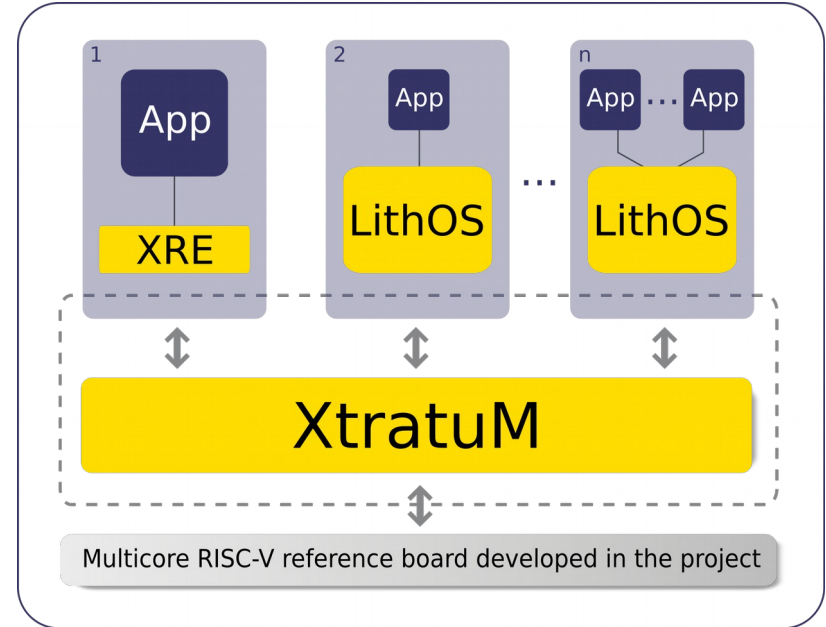 1
App
XRE
2
App
LithOS
...
n
App ... App
LithOS
XtratuM
Multicore RISC-V reference board developed in the project